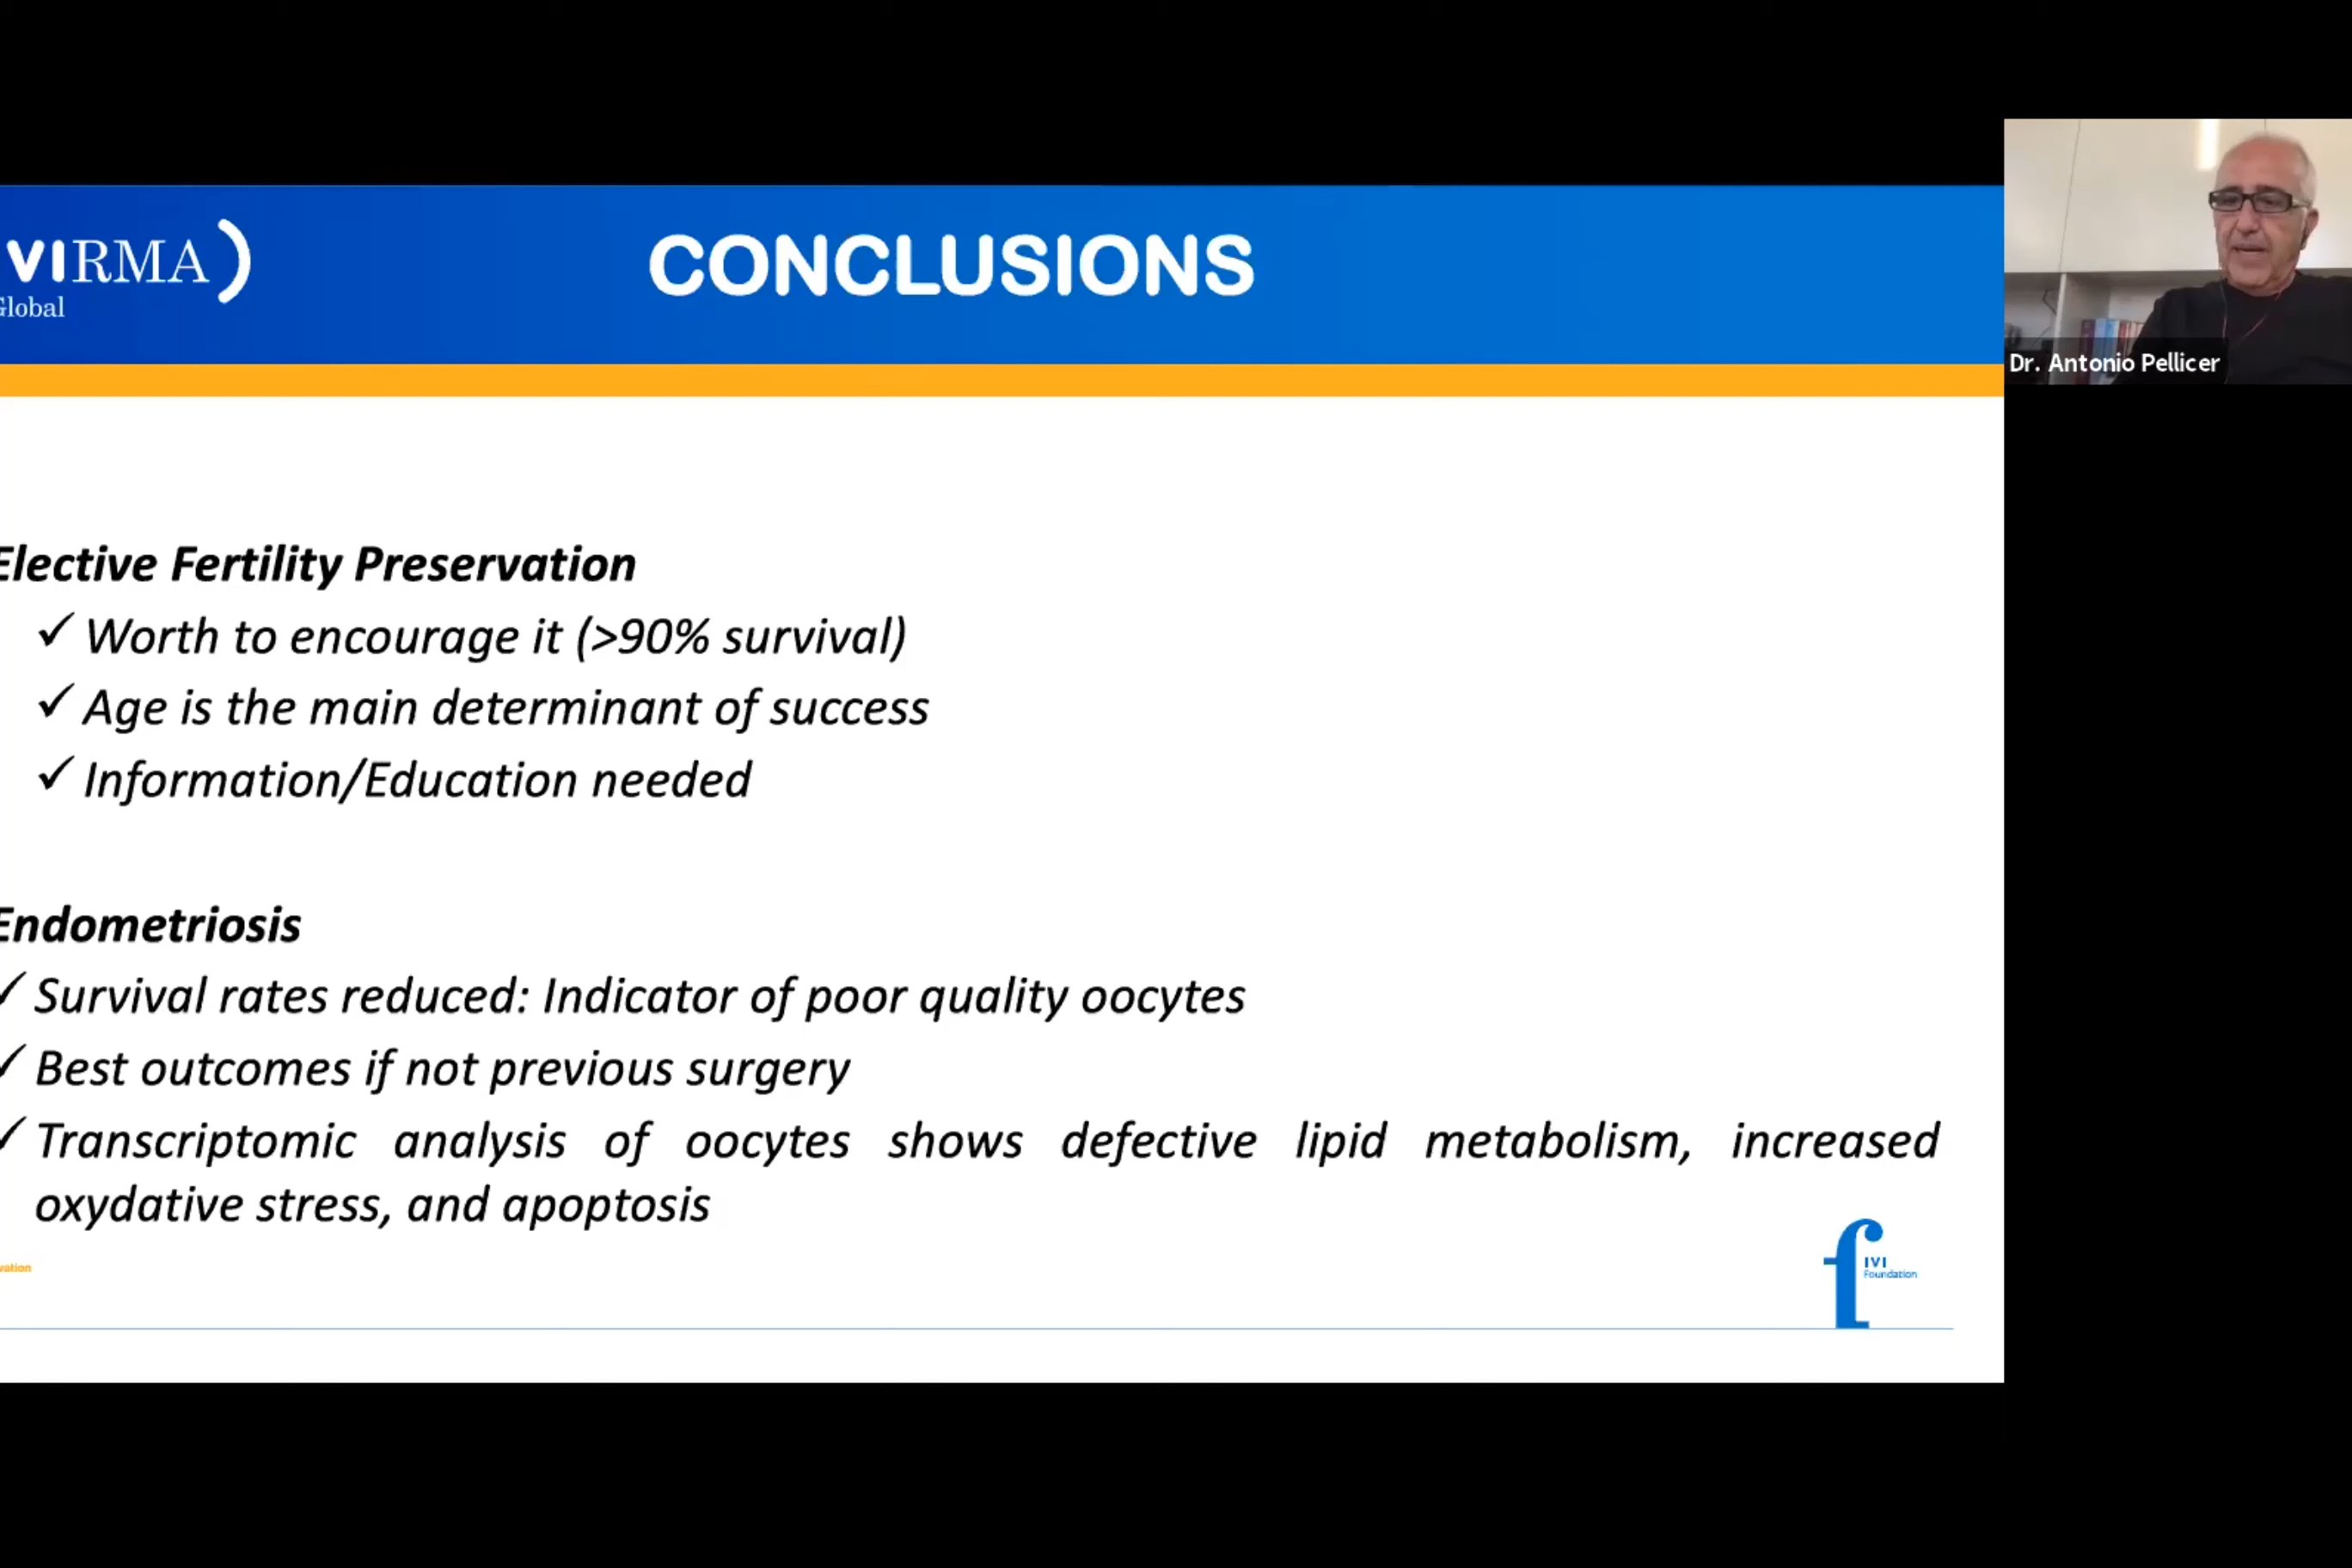 VIRMA
Global
CONCLUSIONS
Dr. Antonio Pellicer
Elective Fertility Preservation
✓ Worth to encourage it (>90% survival)
✓ Age is the main determinant of success
✓ Information/Education needed
Endometriosis
✓ Survival rates reduced: Indicator of poor quality oocytes
✓ Best outcomes if not previous surgery
✓ Transcriptomic analysis of oocytes shows defective lipid metabolism, increased
oxydative stress, and apoptosis
vation
f
IVI
Foundation